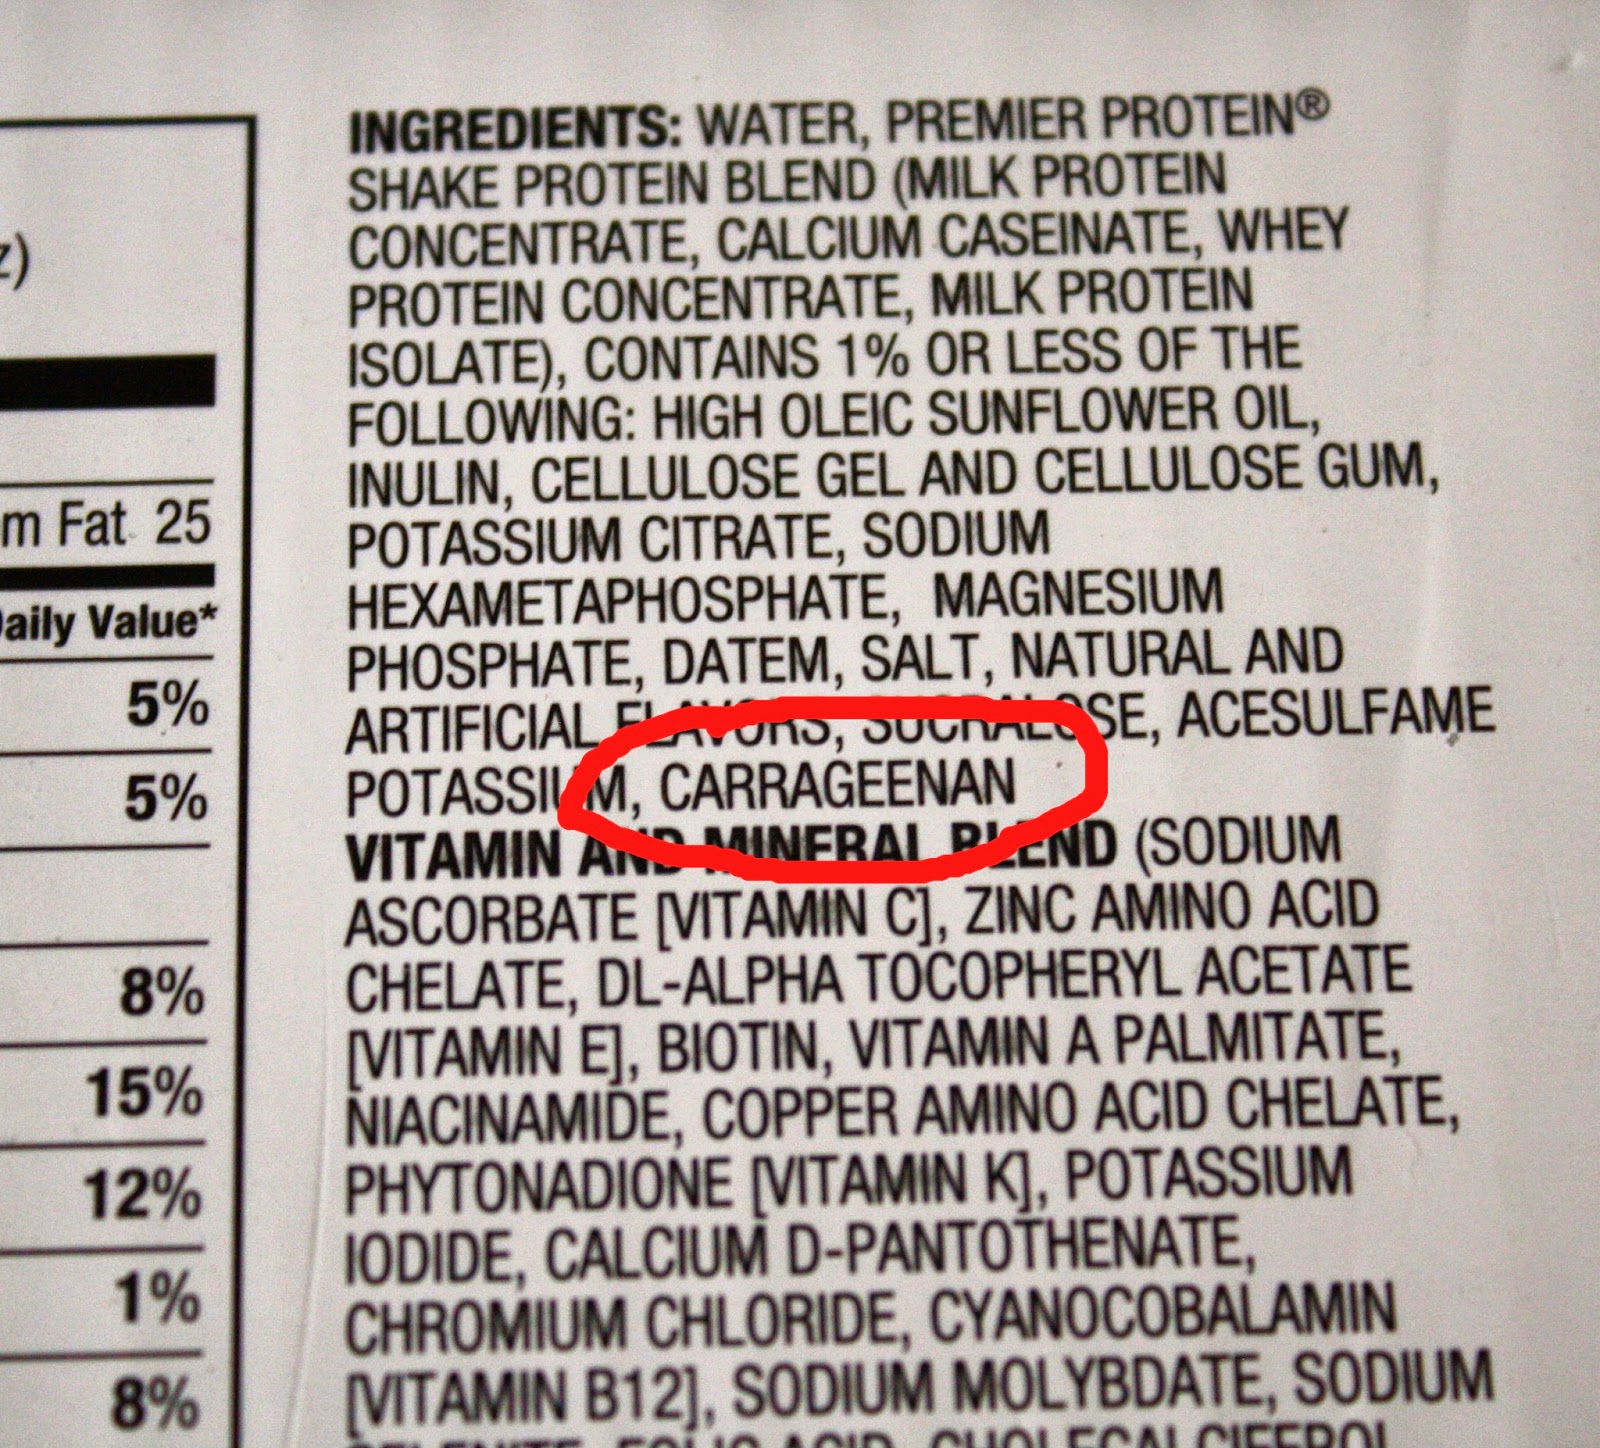 z)
m Fat 25
aily Value*
5%
5%
8%
15%
12%
1%
8%
INGREDIENTS: WATER, PREMIER PROTEIN®
SHAKE PROTEIN BLEND (MILK PROTEIN
CONCENTRATE, CALCIUM CASEINATE, WHEY
PROTEIN CONCENTRATE, MILK PROTEIN
ISOLATE), CONTAINS 1% OR LESS OF THE
FOLLOWING: HIGH OLEIC SUNFLOWER OIL,
INULIN, CELLULOSE GEL AND CELLULOSE GUM,
POTASSIUM CITRATE, SODIUM
HEXAMETAPHOSPHATE, MAGNESIUM
PHOSPHATE, DATEM, SALT, NATURAL AND
ARTIFICIAL FLAVORS, SUCRALOSE, ACESULFAME
POTASSIUM, CARRAGEENAN
VITAMIN AND MINERAL BLEND (SODIUM
ASCORBATE [VITAMIN C], ZINC AMINO ACID
CHELATE, DL-ALPHA TOCOPHERYL ACETATE
[VITAMIN E], BIOTIN, VITAMIN A PALMITATE,
NIACINAMIDE, COPPER AMINO ACID CHELATE,
PHYTONADIONE [VITAMIN K], POTASSIUM
IODIDE, CALCIUM D-PANTOTHENATE,
CHROMIUM CHLORIDE, CYANOCOBALAMIN
[VITAMIN B12], SODIUM MOLYBDATE, SODIUM
SELENITE, FOLIC ACID, CHOLECALCIFEROL